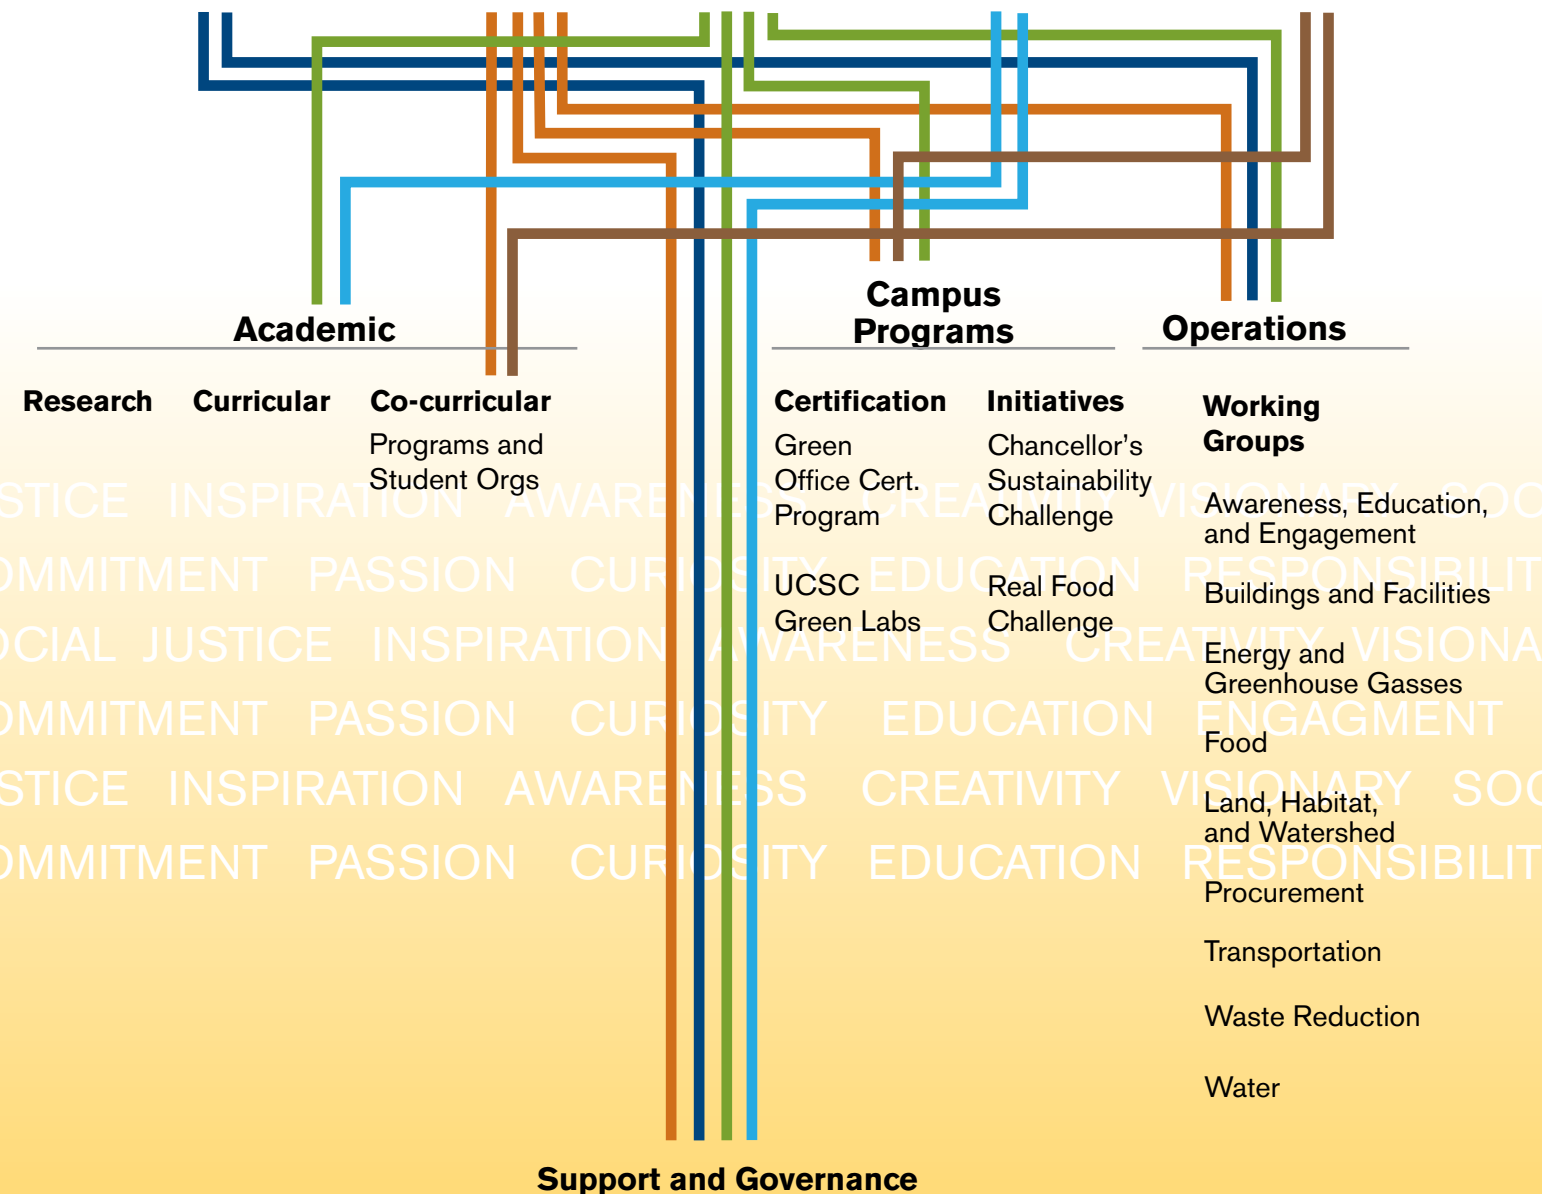 Academic
Campus
Programs
Operations
Research
Curricular
Co-curricular
Programs and
Student Orgs
Certification
Green
Office Cert.
Program
UCSC
Green Labs
Initiatives
Chancellor's
Sustainability
Challenge
Real Food
Challenge
Working
Groups
Awareness, Education,
and Engagement
Buildings and Facilities
Energy and
Greenhouse Gasses
Food
Land, Habitat,
and Watershed
Procurement
Transportation
Waste Reduction
Water
STICE INSPIRATION AWARENESS CREATIVITY VISIONARY SOC
OMMITMENT PASSION CURIOSITY EDUCATION RESPONSIBILIT
OCIAL JUSTICE INSPIRATION AWARENESS CREATIVITY VISIONA
OMMITMENT PASSION CURIOSITY EDUCATION ENGAGMENT
STICE INSPIRATION AWARENESS CREATIVITY VISIONARY SOC
OMMITMENT PASSION CURIOSITY EDUCATION RESPONSIBILIT
Support and Governance